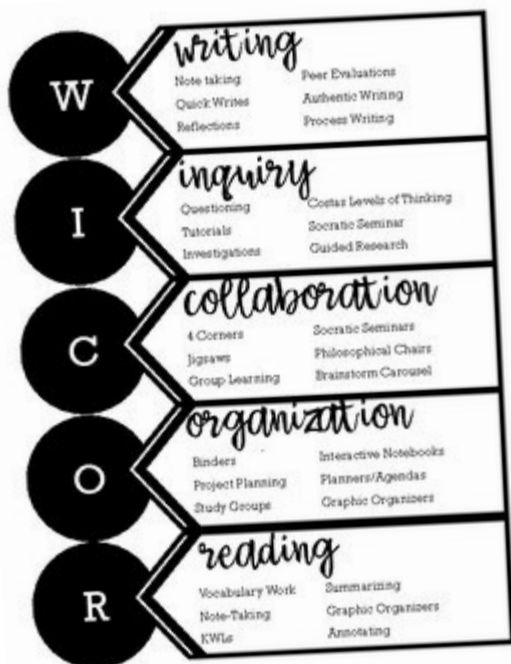 W
writing
Note taking Peer Evaluations
Quick Writes Authentic Writing
Reflections Process Writing
I
inquiry
Questioning Costas Levels of Thinking
Tutorials Socratic Seminar
Investigations Guided Research
C
collaboration
4 Corners Socratic Seminars
Jigsaws Philosophical Chairs
Group Learning Brainstorm Carousel
O
organization
Binders Interactive Notebooks
Project Planning Planners/Agendas
Study Groups Graphic Organizers
R
reading
Vocabulary Work Summarizing
Note-Taking Graphic Organizers
KWLs Annotating